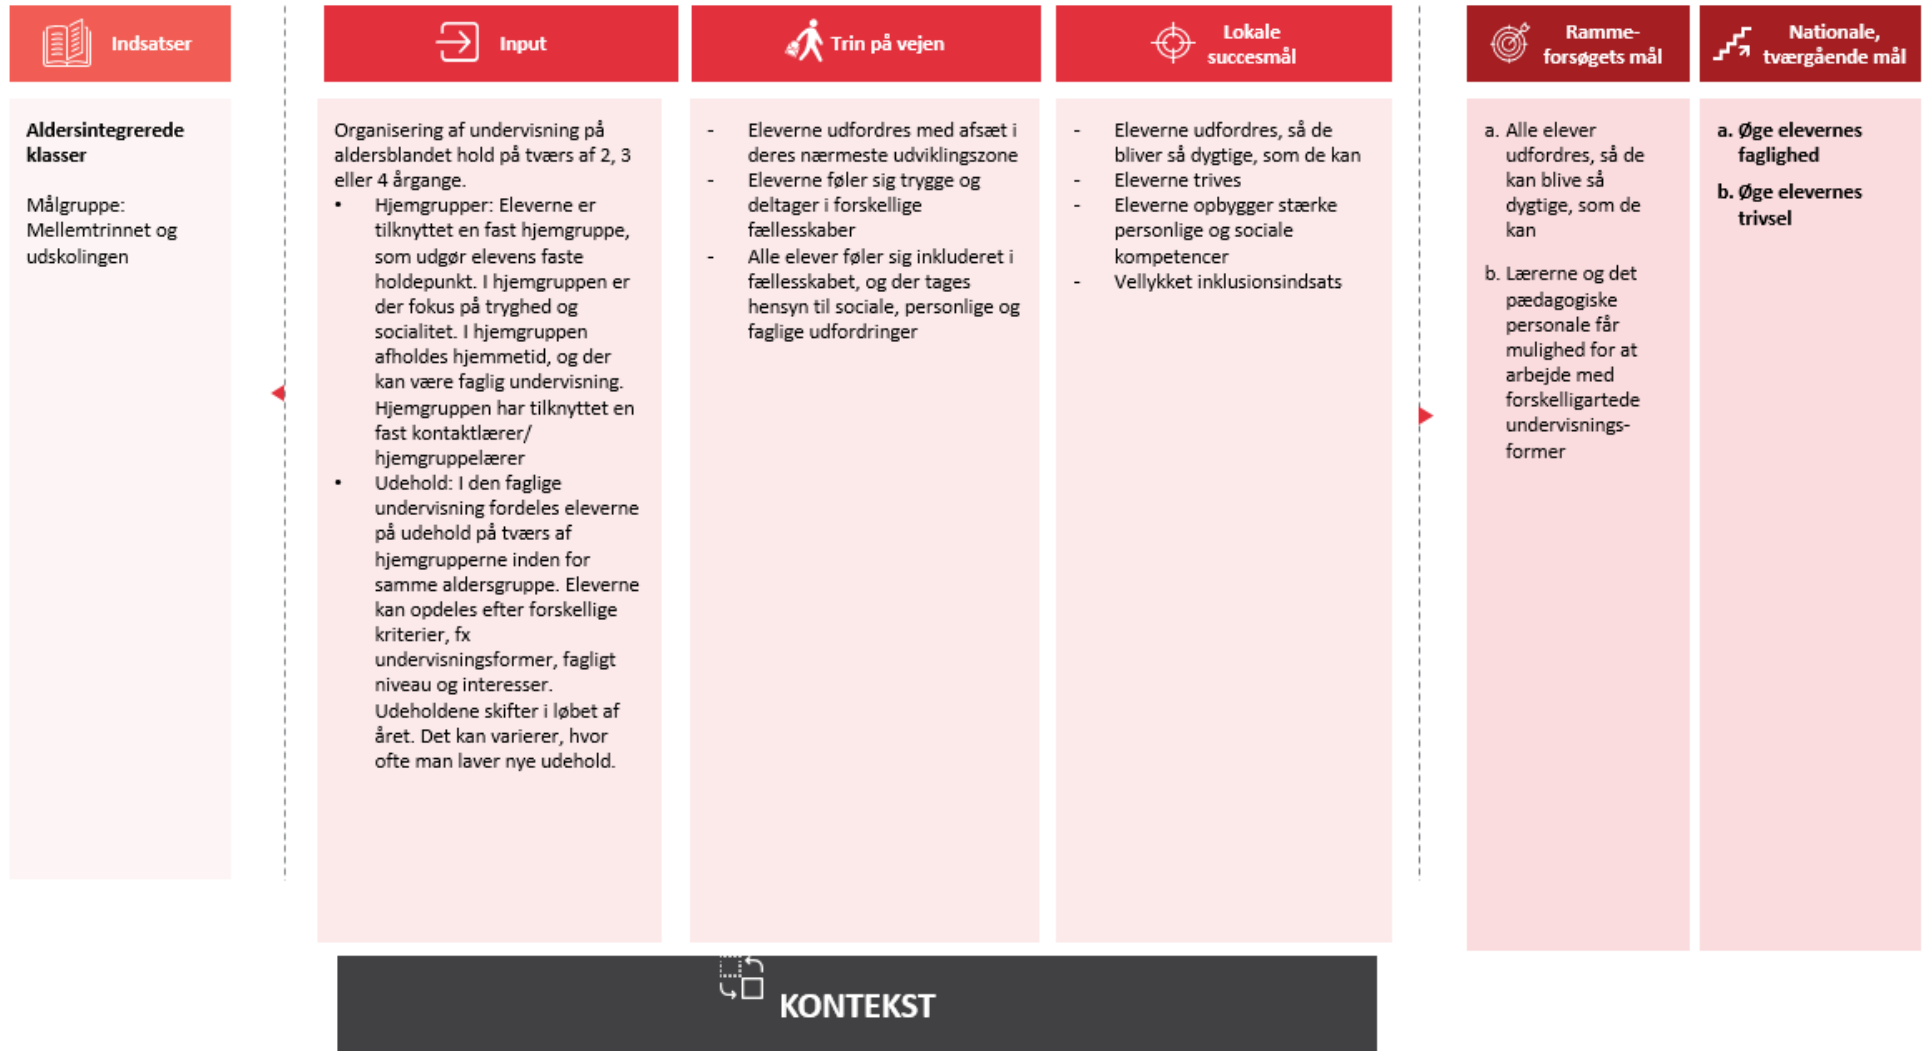 Indsatser
Input
Trin på vejen
Lokale
succesmål
Ramme-
forsøgets mål
Nationale,
tværgående mål
Aldersintegrerede
klasser
Målgruppe:
Mellemtrinnet og
udskolingen
Organisering af undervisning på
aldersblandet hold på tværs af 2, 3
eller 4 årgange.
• Hjemgrupper: Eleverne er
tilknyttet en fast hjemgruppe,
som udgør elevens faste
holdepunkt. I hjemgruppen er
der fokus på tryghed og
socialitet. I hjemgruppen
afholdes hjemmetid, og der
kan være faglig undervisning.
Hjemgruppen har tilknyttet en
fast kontaktlærer/
hjemgruppelærer
• Udehold: I den faglige
undervisning fordeles eleverne
på udehold på tværs af
hjemgrupperne inden for
samme aldersgruppe. Eleverne
kan opdeles efter forskellige
kriterier, fx
undervisningsformer, fagligt
niveau og interesser.
Udeholdene skifter i løbet af
året. Det kan varierer, hvor
ofte man laver nye udehold.
- Eleverne udfordres med afsæt i
deres nærmeste udviklingszone
- Eleverne føler sig trygge og
deltager i forskellige
fællesskaber
- Alle elever føler sig inkluderet i
fællesskabet, og der tages
hensyn til sociale, personlige og
faglige udfordringer
- Eleverne udfordres, så de
bliver så dygtige, som de kan
- Eleverne trives
- Eleverne opbygger stærke
personlige og sociale
kompetencer
- Vellykket inklusionsindsats
a. Alle elever
udfordres, så de
kan blive så
dygtige, som de
kan
b. Lærerne og det
pædagogiske
personale får
mulighed for at
arbejde med
forskelligartede
undervisnings-
former
a. Øge elevernes
faglighed
b. Øge elevernes
trivsel
KONTEKST